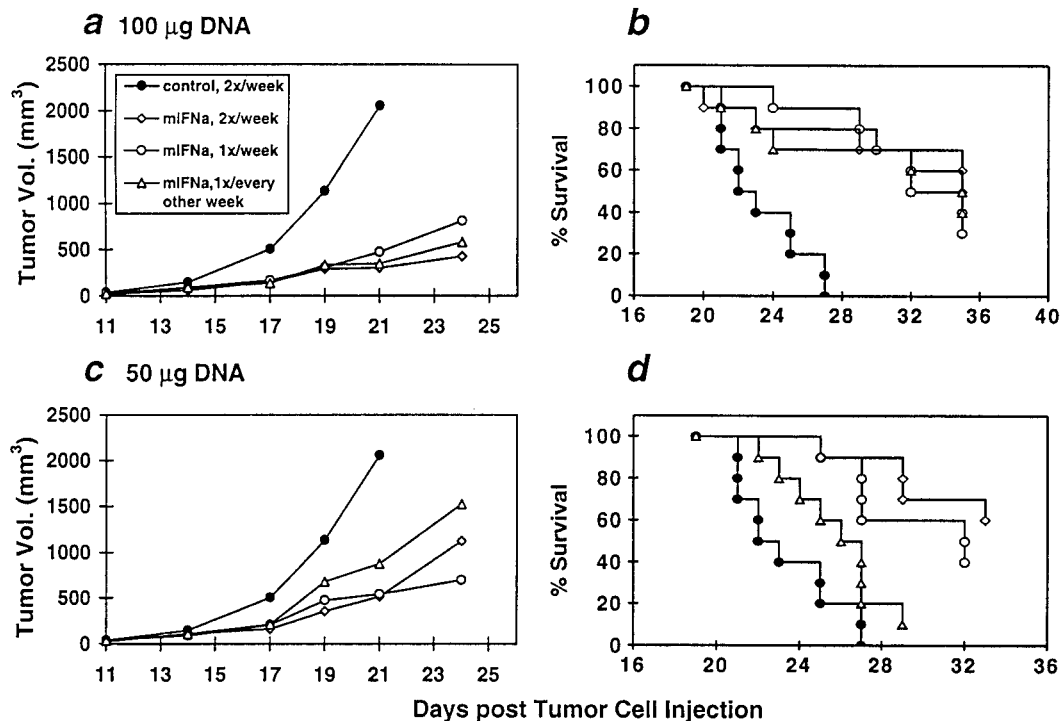 a 100 μg DNA
2500
2000
1500
1000
500
0
Tumor Vol. (mm³)
control, 2x/week
mIFNa, 2x/week
mIFNa, 1x/week
mIFNa,1x/every
other week
11 13 15 17 19 21 23 25
b
100
80
60
40
20
0
% Survival
16 20 24 28 32 36 40
c 50 μg DNA
2500
2000
1500
1000
500
0
Tumor Vol. (mm³)
11 13 15 17 19 21 23 25
d
100
80
60
40
20
0
% Survival
16 20 24 28 32 36
Days post Tumor Cell Injection